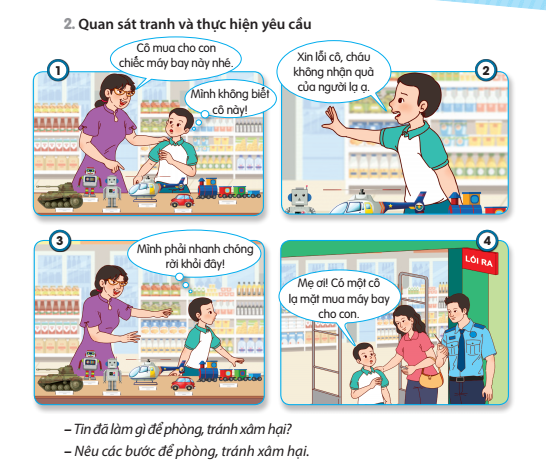 2. Quan sát tranh và thực hiện yêu cầu
1
Cô mua cho con
chiếc máy bay này nhé.
Mình không biết
cô này!
2
Xin lỗi cô, cháu
không nhận quà
của người lạ ạ.
3
Mình phải nhanh chóng
rời khỏi đây!
4
LỐI RA
Mẹ ơi! Có một cô
lạ mặt mua máy bay
cho con.
– Tin đã làm gì để phòng, tránh xâm hại?
– Nêu các bước để phòng, tránh xâm hại.